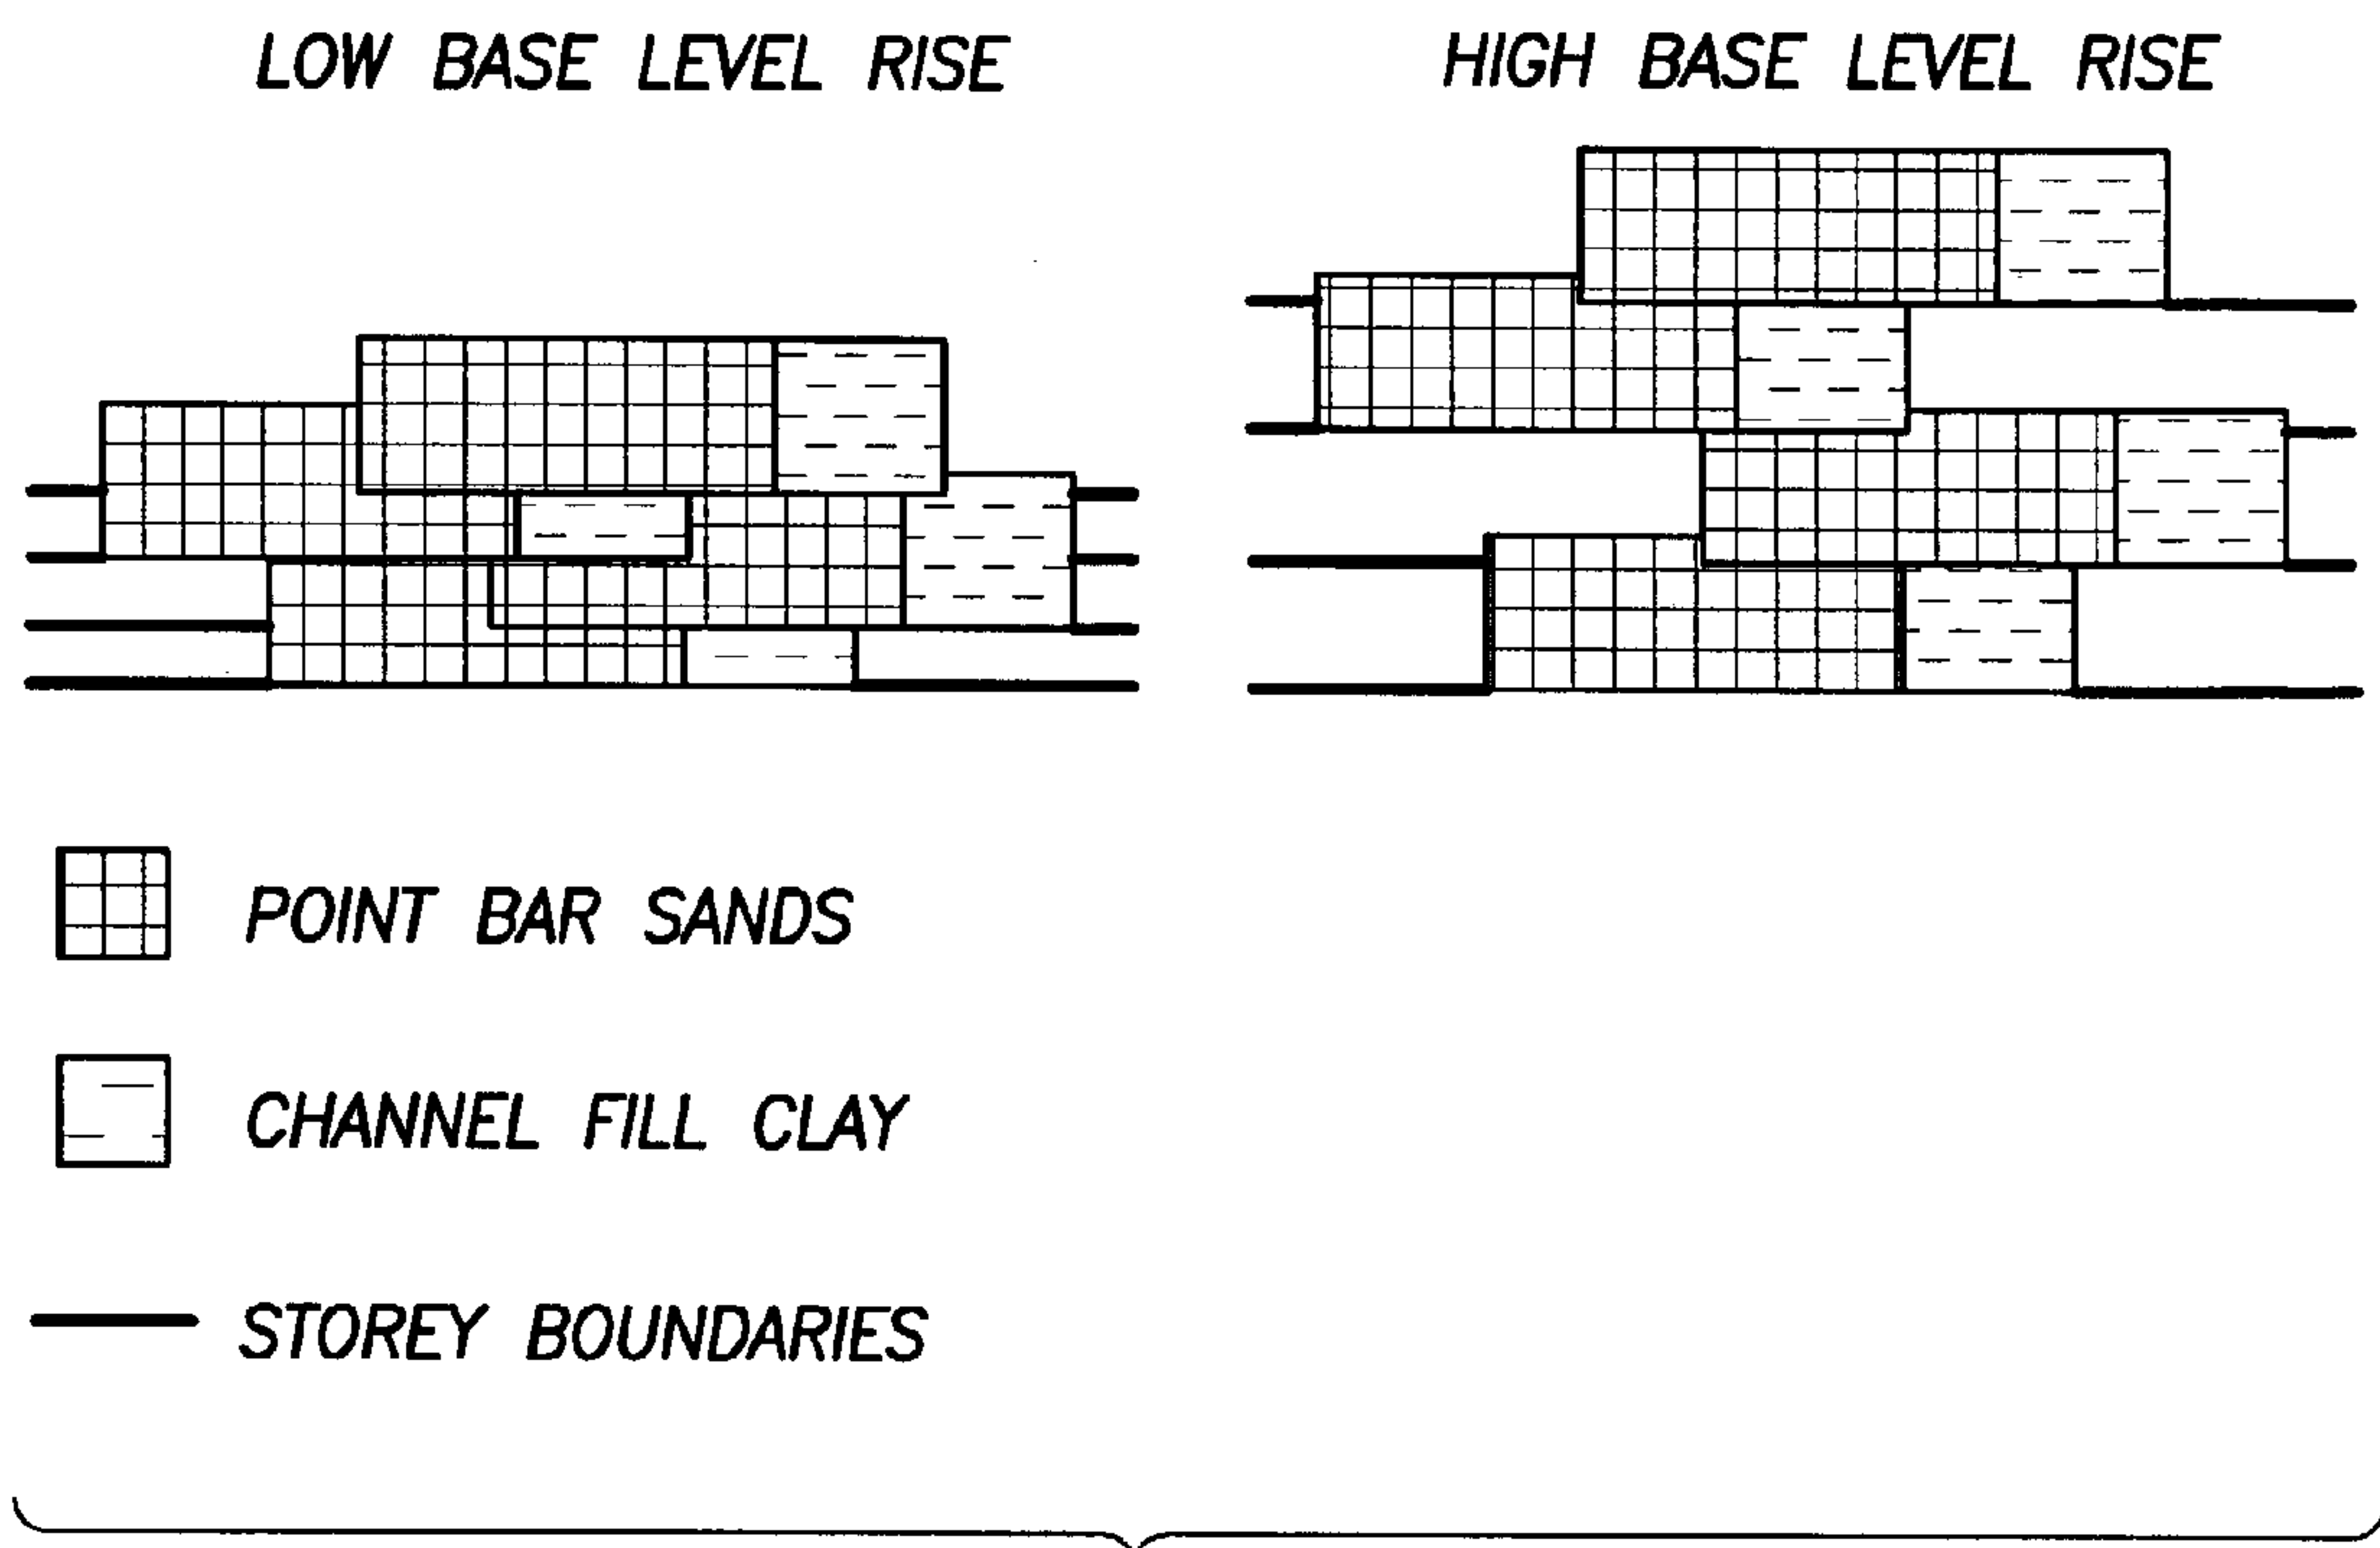 LOW BASE LEVEL RISE
HIGH BASE LEVEL RISE
POINT BAR SANDS
CHANNEL FILL CLAY
STOREY BOUNDARIES